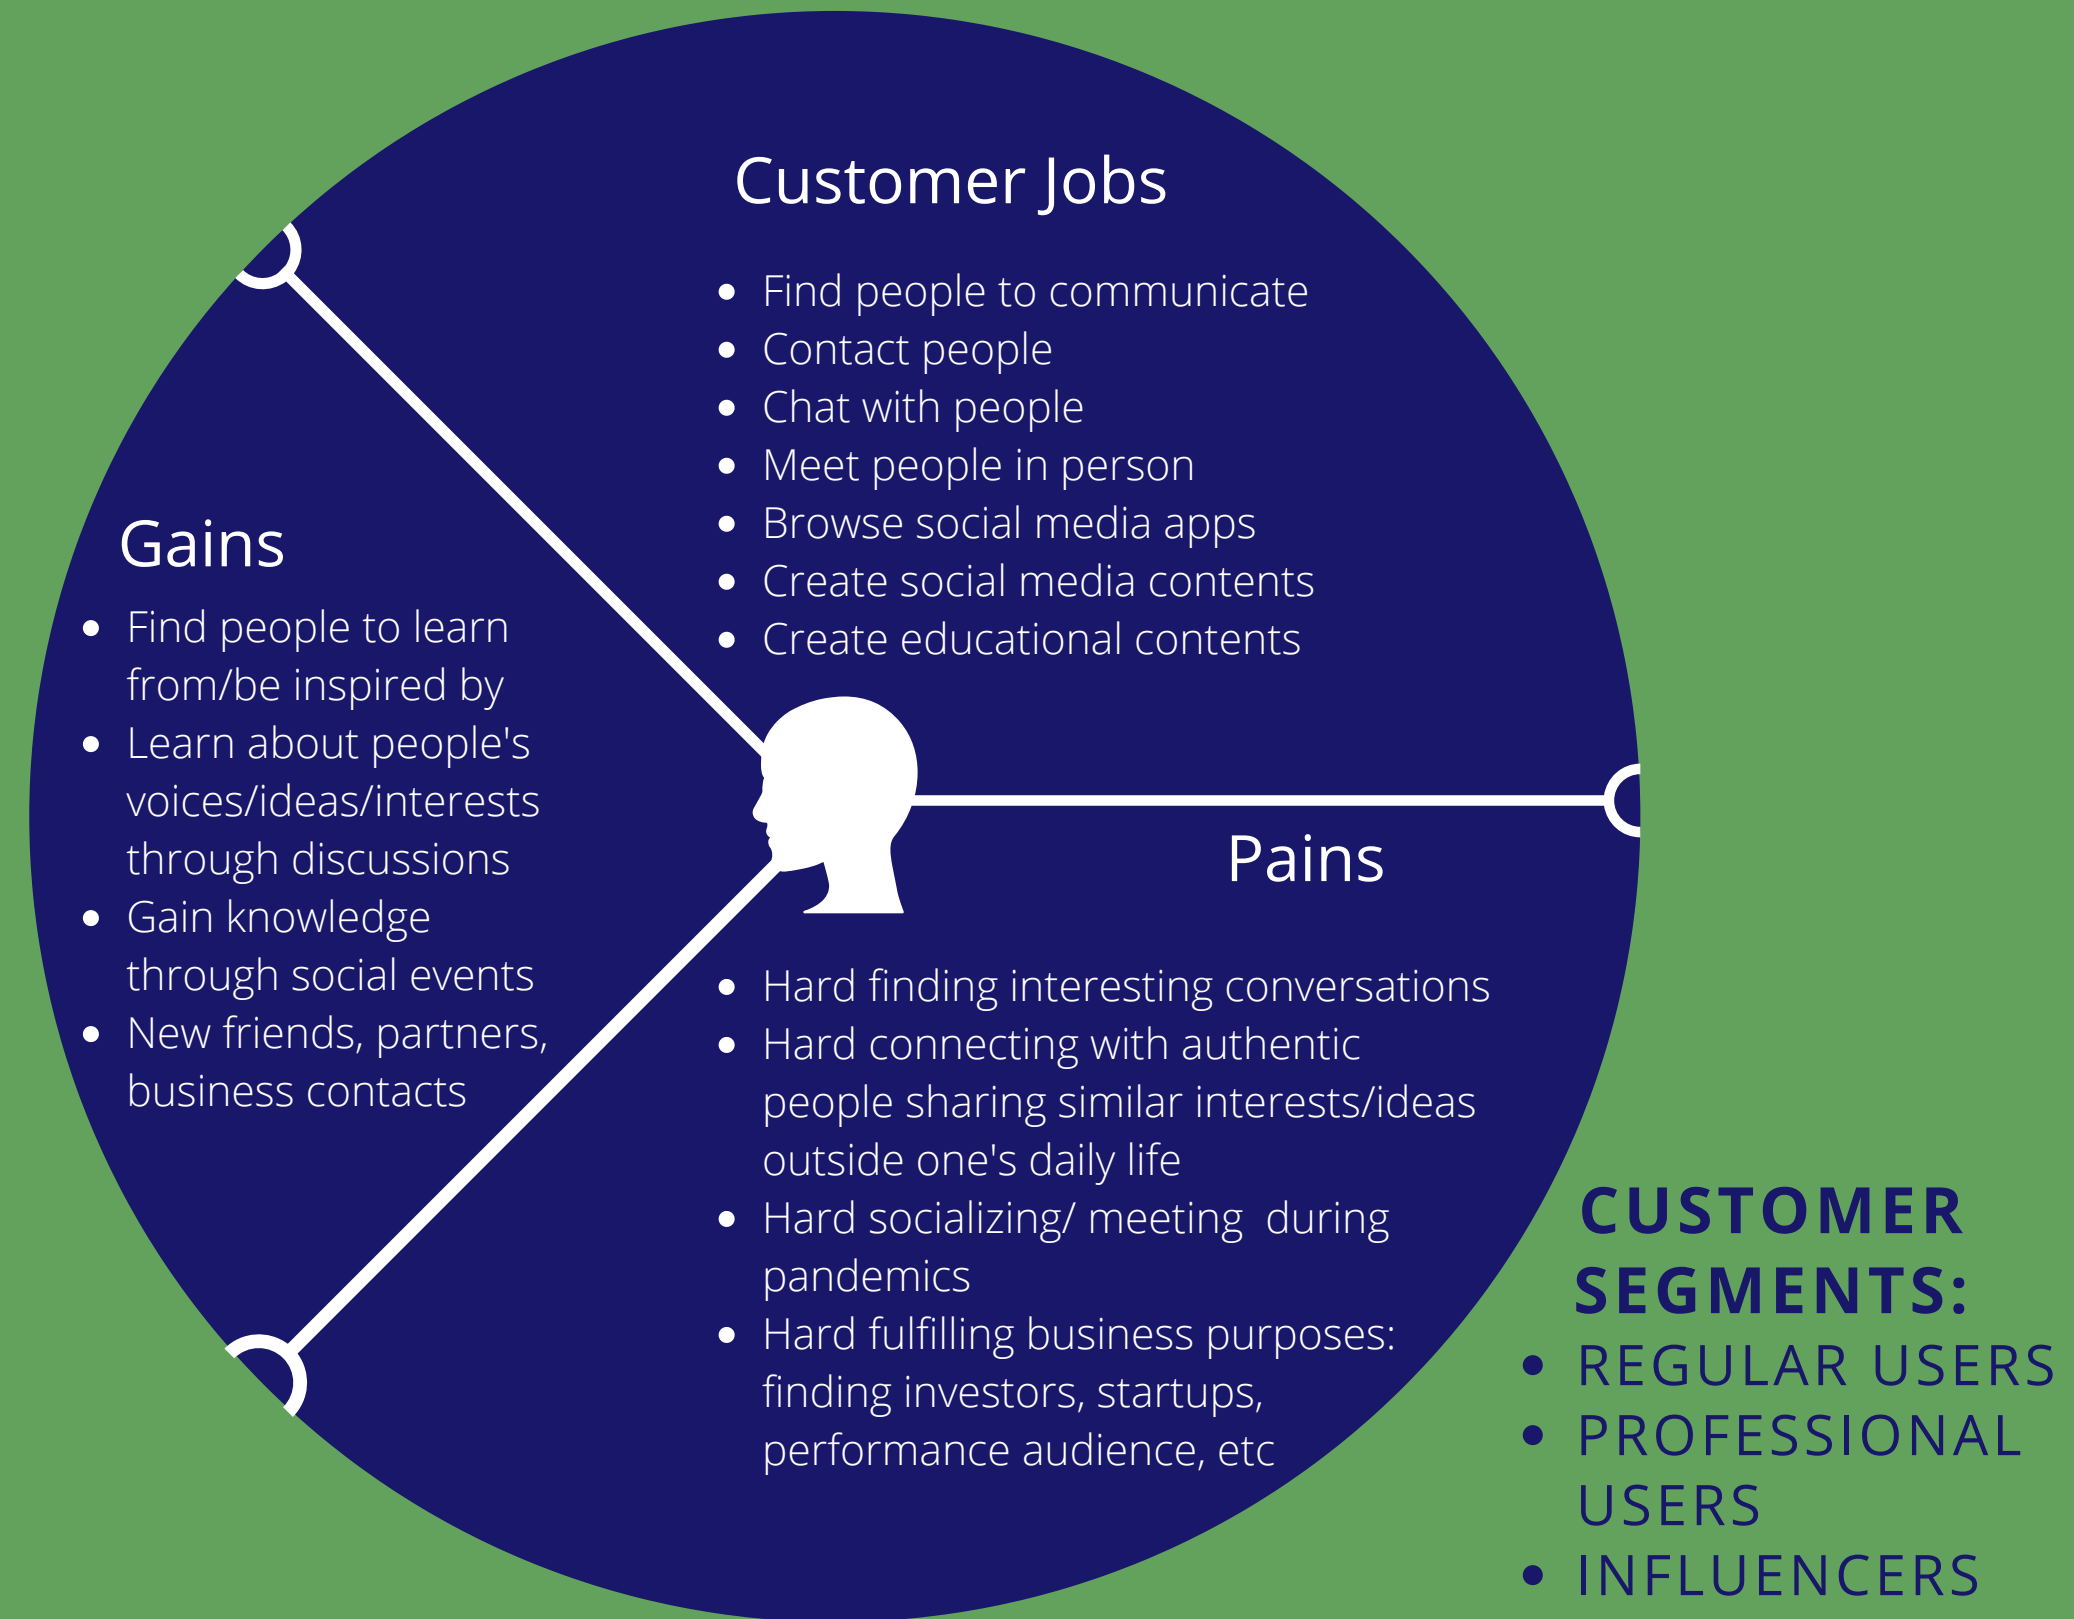 Customer Jobs
• Find people to communicate
• Contact people
• Chat with people
• Meet people in person
• Browse social media apps
• Create social media contents
• Create educational contents
Gains
• Find people to learn
from/be inspired by
• Learn about people's
voices/ideas/interests
through discussions
• Gain knowledge
through social events
• New friends, partners,
business contacts
Pains
• Hard finding interesting conversations
• Hard connecting with authentic
people sharing similar interests/ideas
outside one's daily life
• Hard socializing/ meeting  during
pandemics
• Hard fulfilling business purposes:
finding investors, startups,
performance audience, etc
CUSTOMER
SEGMENTS:
• REGULAR USERS
• PROFESSIONAL
USERS
• INFLUENCERS